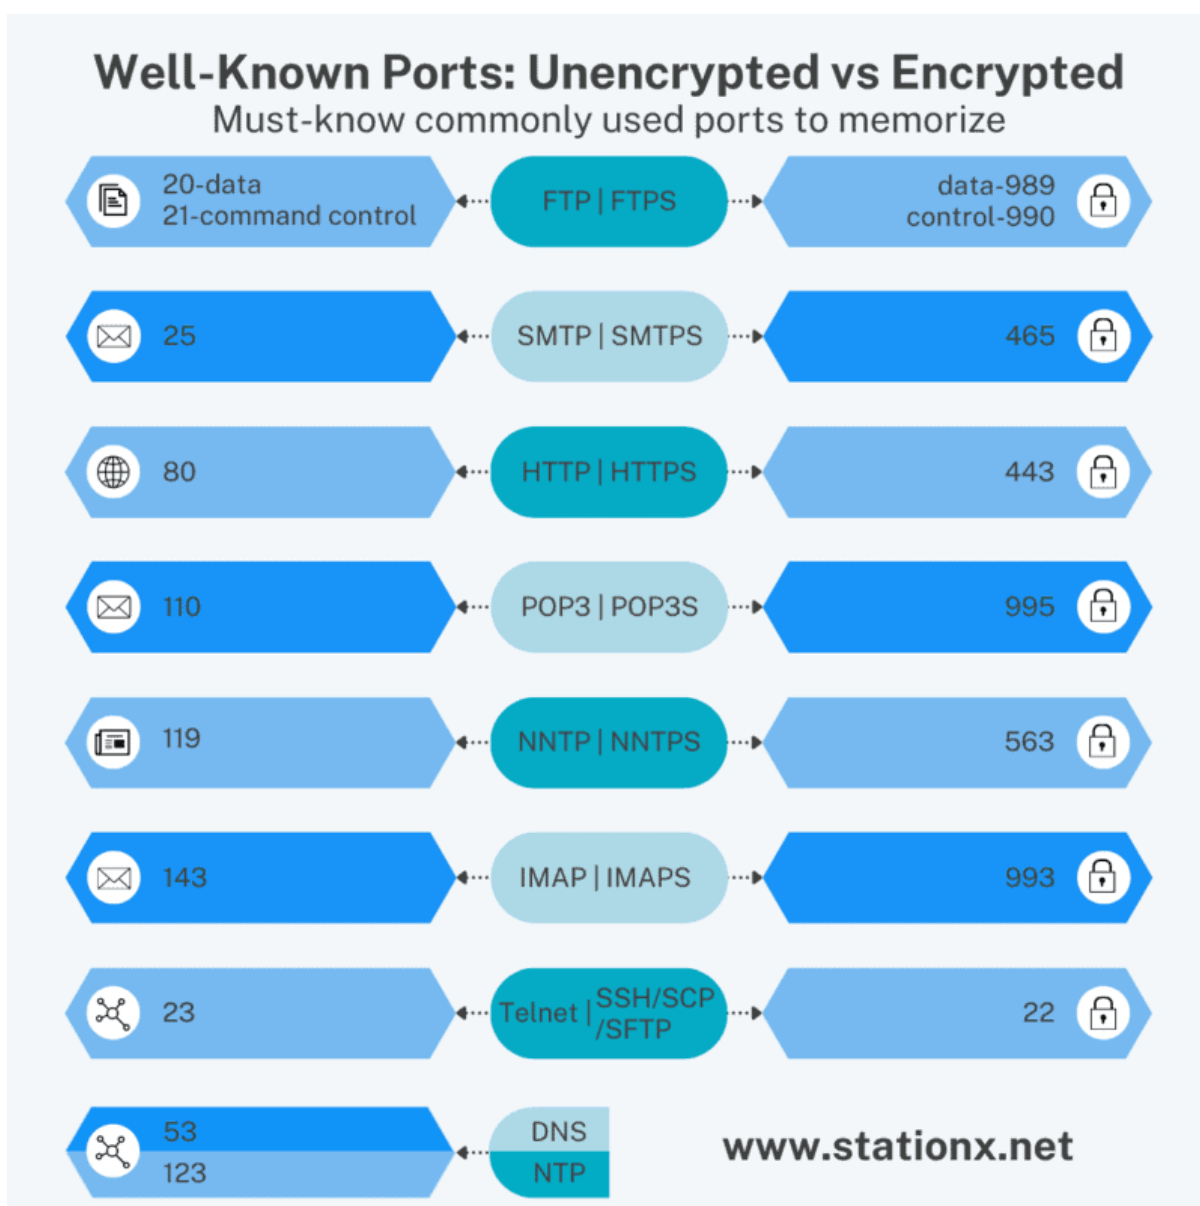 Well-Known Ports: Unencrypted vs Encrypted
Must-know commonly used ports to memorize
20-data
21-command control
FTP | FTPS
data-989
control-990
25
SMTP | SMTPS
465
80
HTTP | HTTPS
443
110
POP3 | POP3S
995
119
NNTP | NNTPS
563
143
IMAP | IMAPS
993
23
Telnet | SSH/SCP
/SFTP
22
53
DNS
123
NTP
www.stationx.net